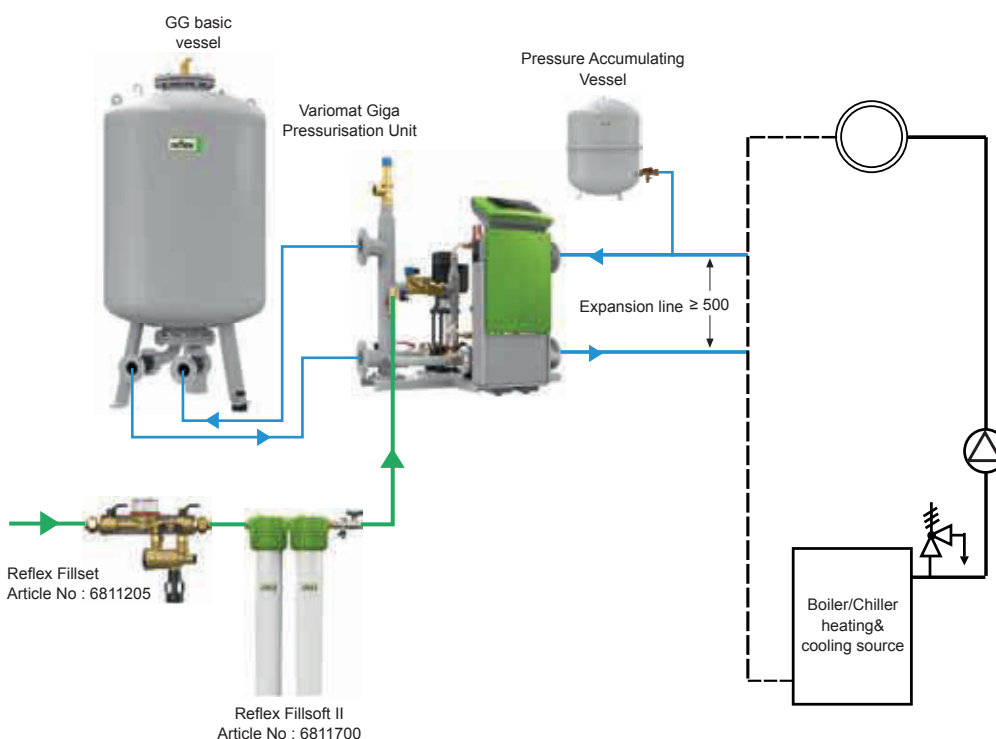 GG basic
vessel
reflex
Variomat Giga
Pressurisation Unit
Pressure Accumulating
Vessel
Expansion line ≥ 500
Reflex Fillset
Article No : 6811205
Reflex Fillsoft II
Article No : 6811700
Boiler/Chiller
heating&
cooling source